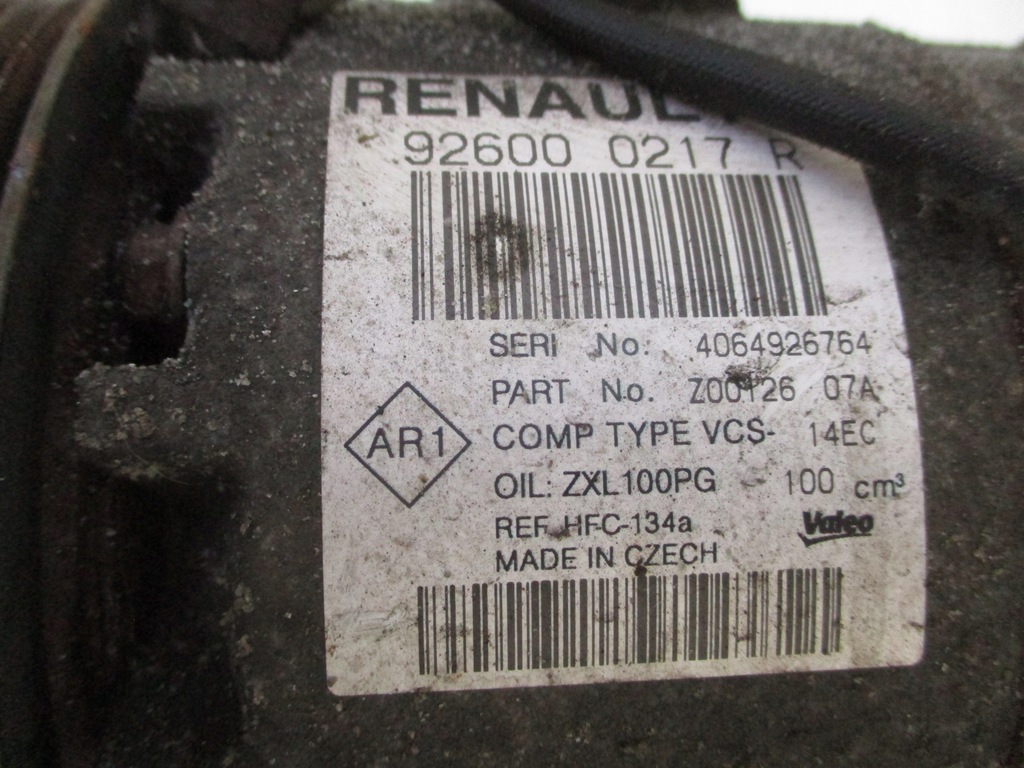 RENAULT
92600 0217 R
SERI No. 4064926764
PART No. Z00126 07A
AR1
COMP TYPE VCS- 14EC
OIL: ZXL100PG 100 cm³
REF HFC-134a
Valeo
MADE IN CZECH